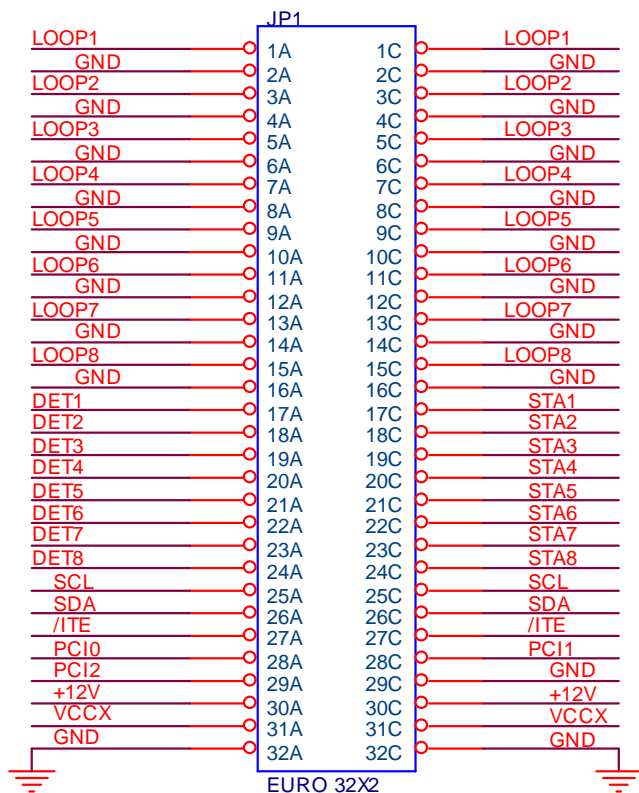 JP1
LOOP1 1A 1C LOOP1
GND 2A 2C GND
LOOP2 3A 3C LOOP2
GND 4A 4C GND
LOOP3 5A 5C LOOP3
GND 6A 6C GND
LOOP4 7A 7C LOOP4
GND 8A 8C GND
LOOP5 9A 9C LOOP5
GND 10A 10C GND
LOOP6 11A 11C LOOP6
GND 12A 12C GND
LOOP7 13A 13C LOOP7
GND 14A 14C GND
LOOP8 15A 15C LOOP8
GND 16A 16C GND
DET1 17A 17C STA1
DET2 18A 18C STA2
DET3 19A 19C STA3
DET4 20A 20C STA4
DET5 21A 21C STA5
DET6 22A 22C STA6
DET7 23A 23C STA7
DET8 24A 24C STA8
SCL 25A 25C SCL
SDA 26A 26C SDA
/ITE 27A 27C /ITE
PCI0 28A 28C PCI1
PCI2 29A 29C GND
+12V 30A 30C +12V
VCCX 31A 31C VCCX
GND 32A 32C GND
EURO 32X2